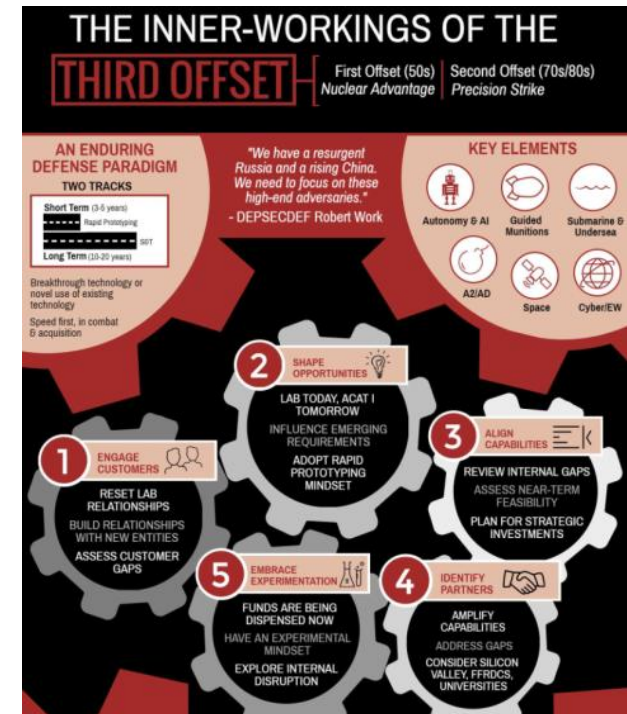 THE INNER-WORKINGS OF THE
THIRD OFFSET
First Offset (50s)
Nuclear Advantage
Second Offset (70s/80s)
Precision Strike
AN ENDURING
DEFENSE PARADIGM
TWO TRACKS
Short Term (3-5 years)
Rapid Prototyping
S&T
Long Term (10-20 years)
Breakthrough technology or
novel use of existing
technology
Speed first, in combat
& acquisition
"We have a resurgent
Russia and a rising China.
We need to focus on these
high-end adversaries."
- DEPSECDEF Robert Work
KEY ELEMENTS
Autonomy & AI
Guided
Munitions
Submarine &
Undersea
A2/AD
Space
Cyber/EW
1
ENGAGE
CUSTOMERS
RESET LAB
RELATIONSHIPS
BUILD RELATIONSHIPS
WITH NEW ENTITIES
ASSESS CUSTOMER
GAPS
2
SHAPE
OPPORTUNITIES
LAB TODAY, ACAT I
TOMORROW
INFLUENCE EMERGING
REQUIREMENTS
ADOPT RAPID
PROTOTYPING
MINDSET
3
ALIGN
CAPABILITIES
REVIEW INTERNAL GAPS
ASSESS NEAR-TERM
FEASIBILITY
PLAN FOR STRATEGIC
INVESTMENTS
4
IDENTIFY
PARTNERS
AMPLIFY
CAPABILITIES
ADDRESS GAPS
CONSIDER SILICON
VALLEY, FFRDCS,
UNIVERSITIES
5
EMBRACE
EXPERIMENTATION
FUNDS ARE BEING
DISPENSED NOW
HAVE AN EXPERIMENTAL
MINDSET
EXPLORE INTERNAL
DISRUPTION